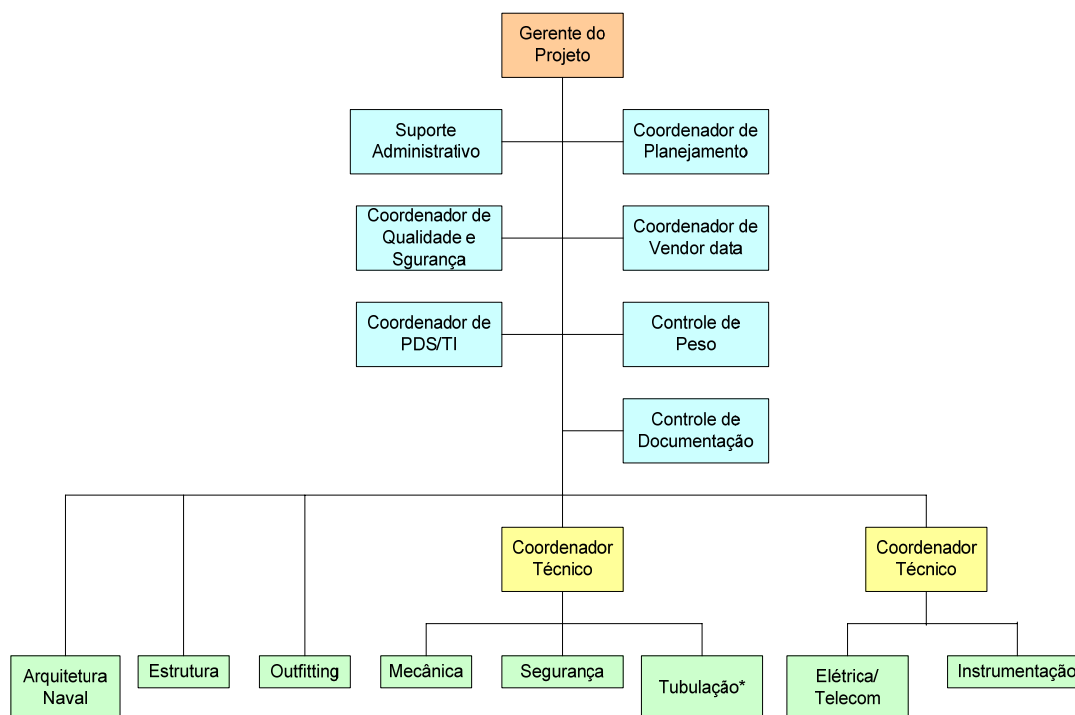 Gerente do
Projeto
Suporte
Administrativo
Coordenador de
Planejamento
Coordenador de
Qualidade e
Sgurança
Coordenador de
Vendor data
Coordenador de
PDS/TI
Controle de
Peso
Controle de
Documentação
Coordenador
Técnico
Coordenador
Técnico
Arquitetura
Naval
Estrutura
Outfitting
Mecânica
Segurança
Tubulação*
Elétrica/
Telecom
Instrumentação